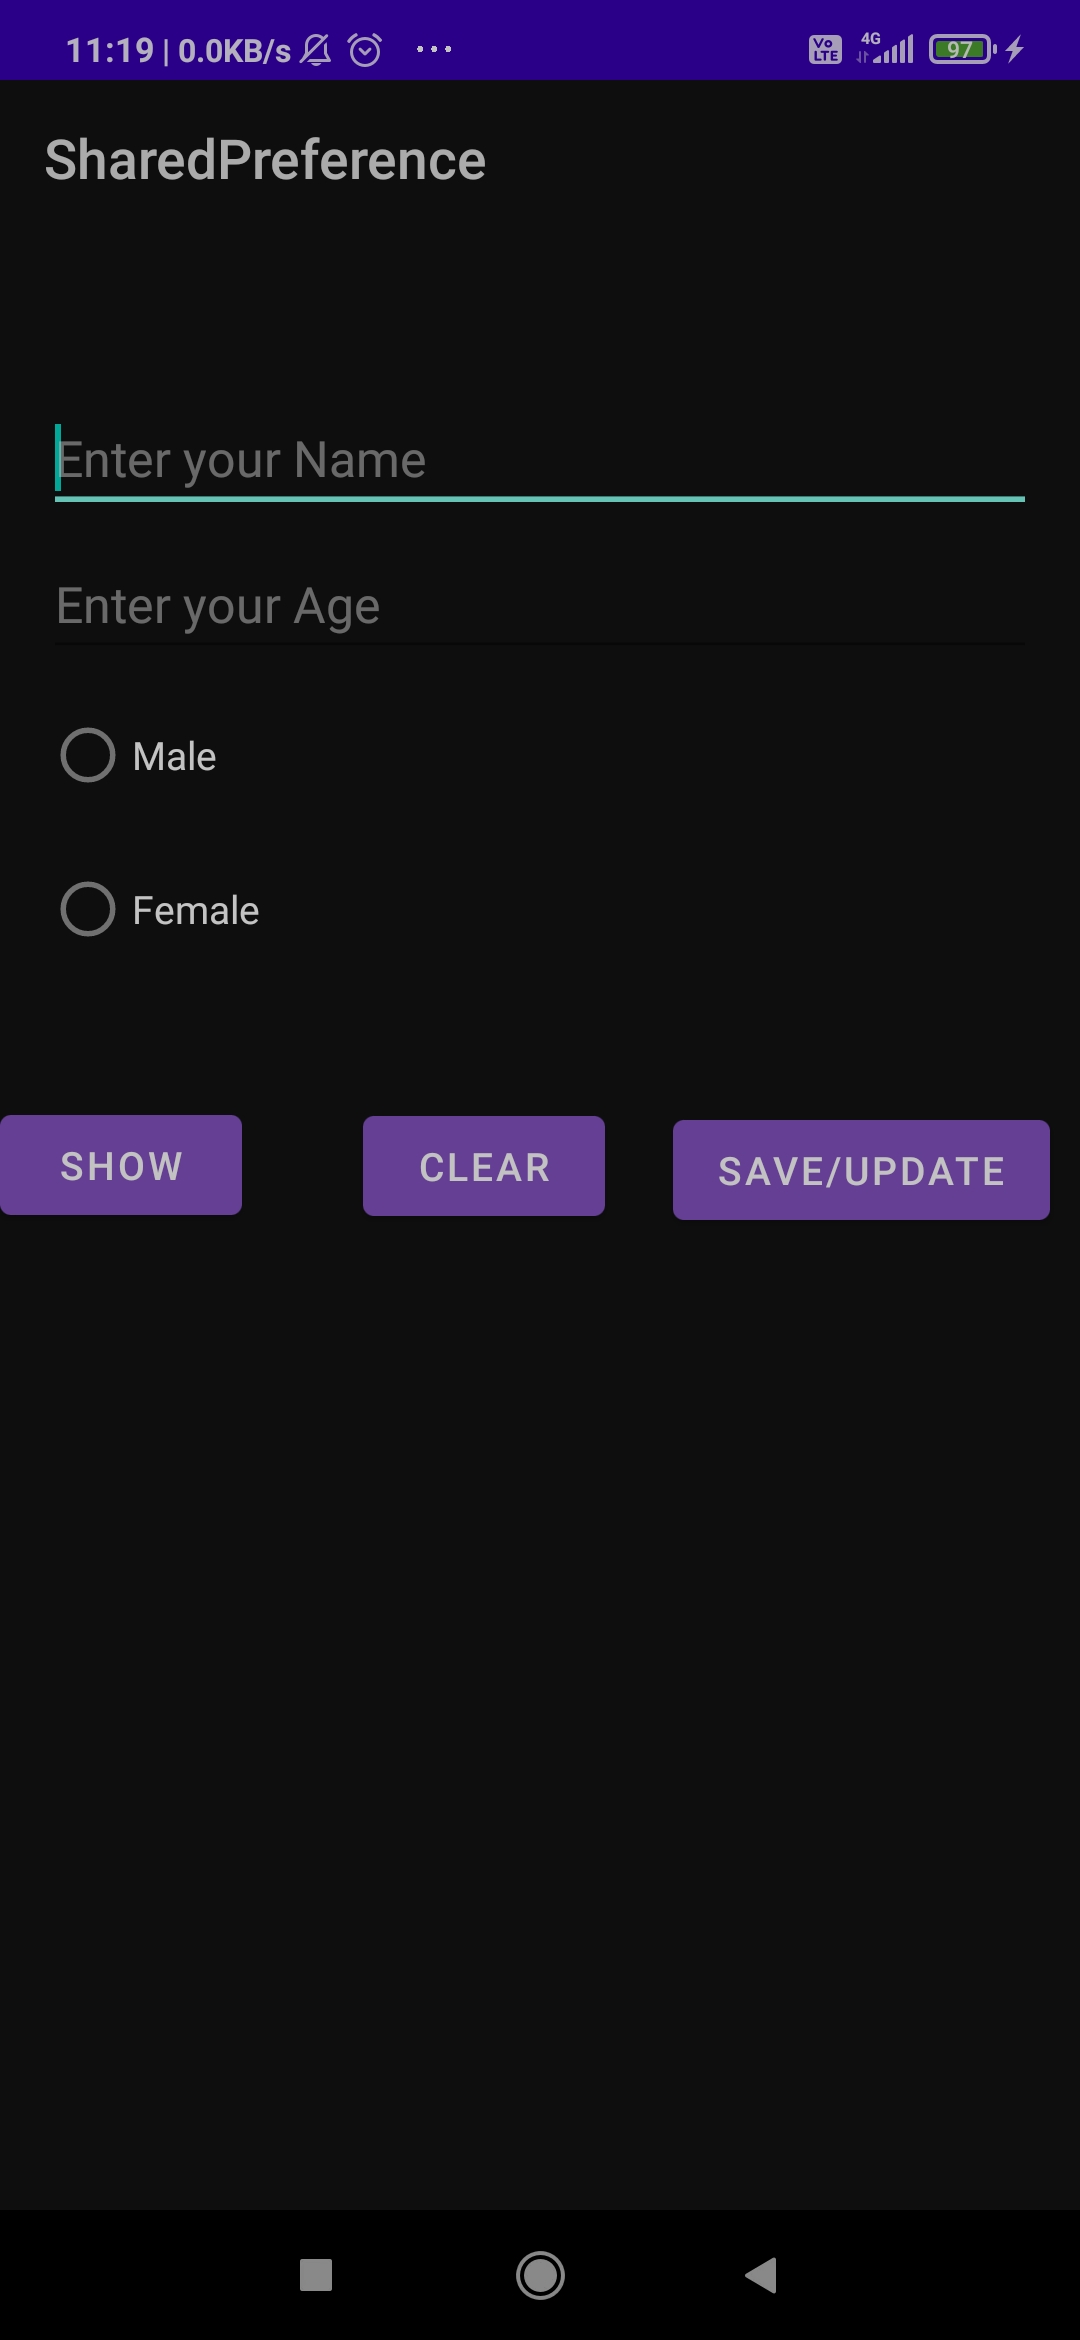 11:19 | 0.0KB/s Vo LTE 4G 97
SharedPreference
Enter your Name
Enter your Age
Male
Female
SHOW CLEAR SAVE/UPDATE